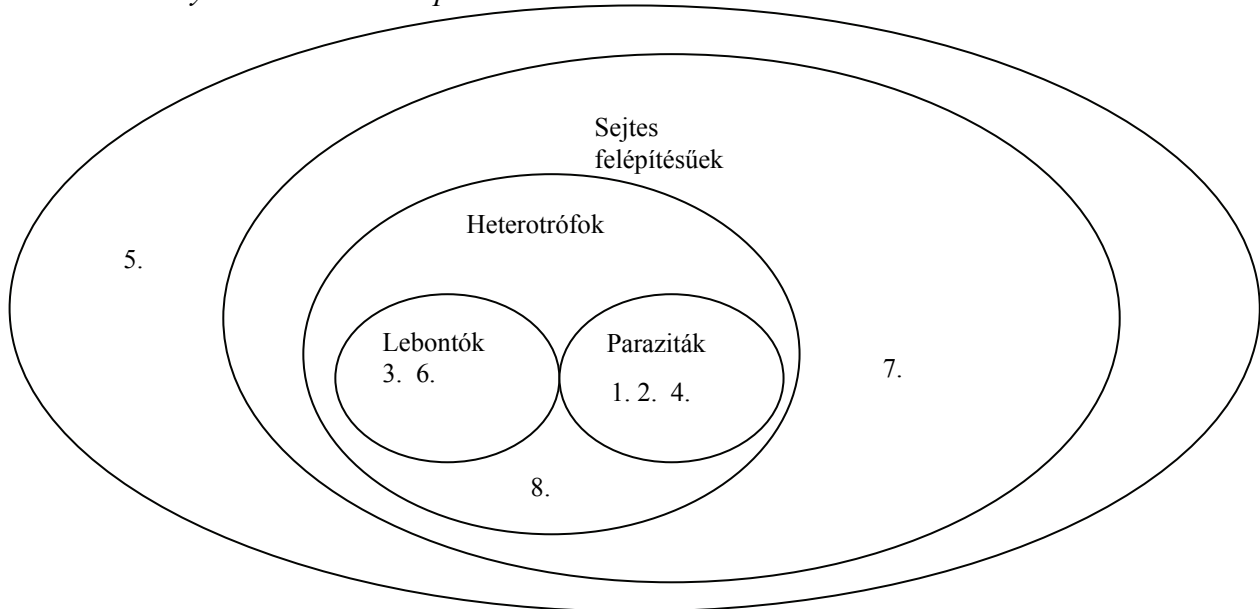 Sejtes
felépítésűek
Heterotrófok
5.
Lebontók
3. 6.
Paraziták
1. 2. 4.
7.
8.